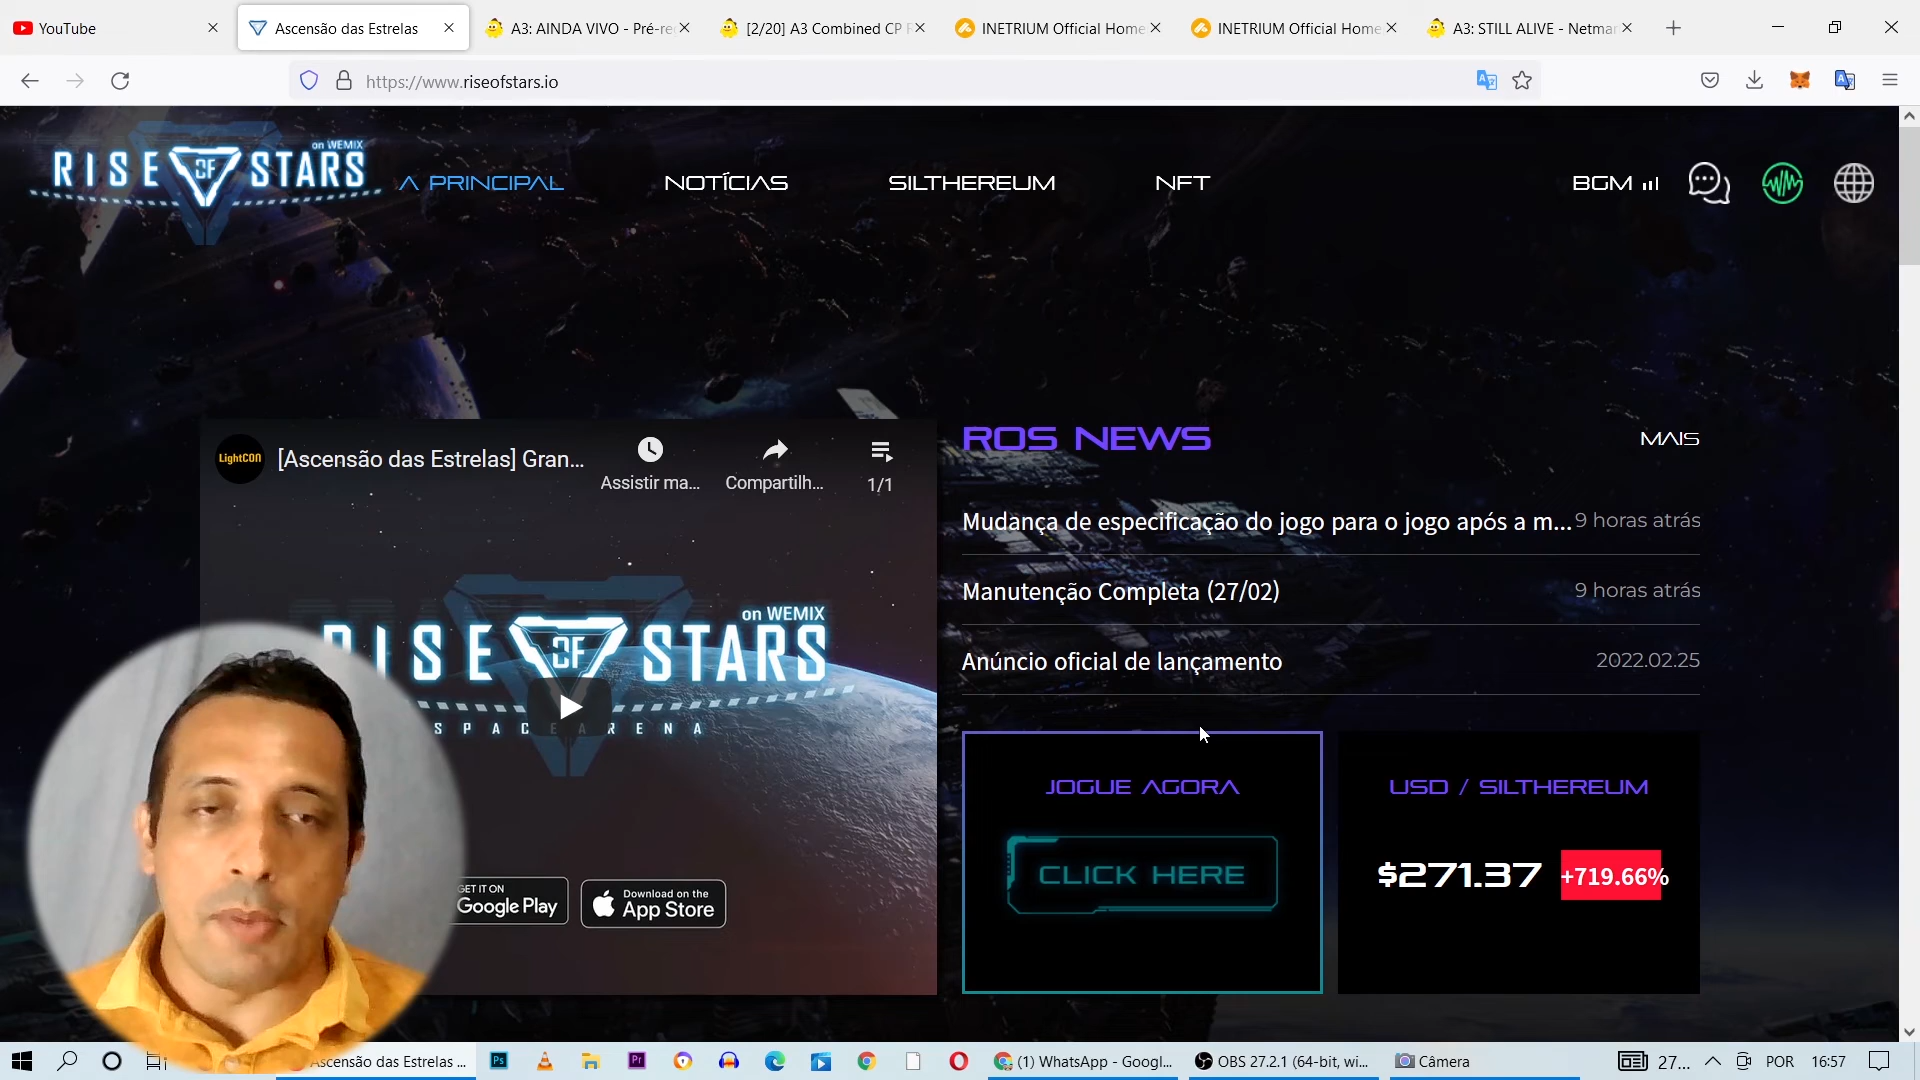 YouTube
Ascensão das Estrelas
A3: AINDA VIVO - Pré-re
[2/20] A3 Combined CP
INETRIUM Official Home
INETRIUM Official Home
A3: STILL ALIVE - Netmar
https://www.riseofstars.io
on WEMIX
RISE OF STARS
A PRINCIPAL
NOTÍCIAS
SILTHEREUM
NFT
BGM
LightCON
[Ascensão das Estrelas] Gran...
Assistir ma...
Compartilh...
1/1
on WEMIX
RISE OF STARS
SPACE ARENA
GET IT ON
Google Play
Download on the
App Store
ROS NEWS
MAIS
Mudança de especificação do jogo para o jogo após a m...
9 horas atrás
Manutenção Completa (27/02)
9 horas atrás
Anúncio oficial de lançamento
2022.02.25
JOGUE AGORA
CLICK HERE
USD / SILTHEREUM
$271.37
+719.66%
Ascensão das Estrelas ...
Ps
Pr
(1) WhatsApp - Googl...
OBS 27.2.1 (64-bit, wi...
Câmera
27...
POR
16:57